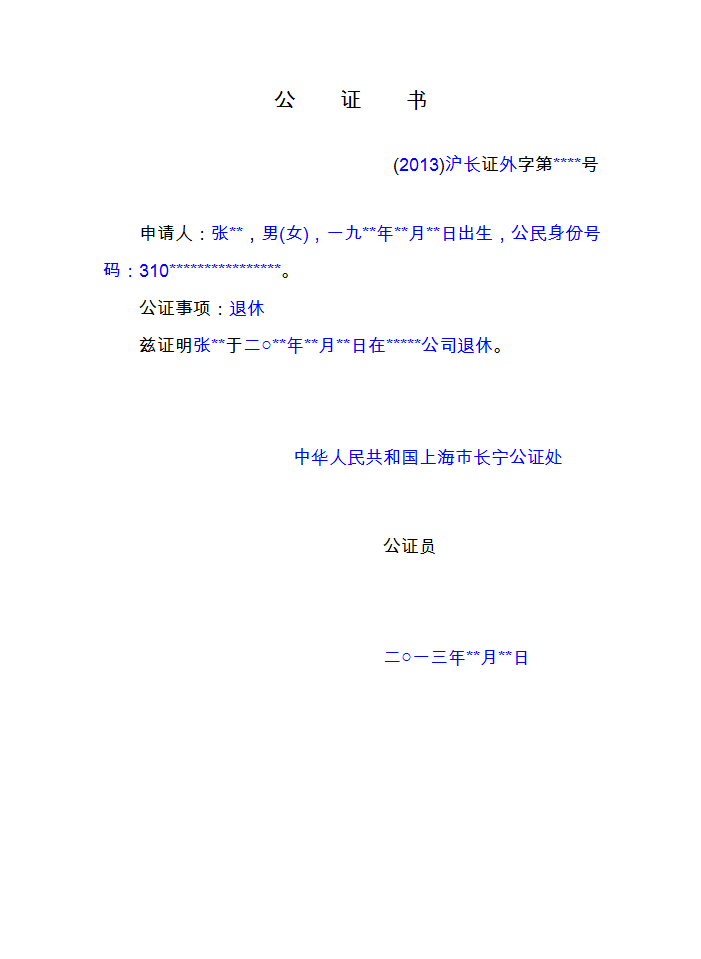 公 证 书
(2013)沪长证外字第****号
申请人：张**，男(女)，一九**年**月**日出生，公民身份号
码：310****************。
公证事项：退休
兹证明张**于二○**年**月**日在*****公司退休。
中华人民共和国上海市长宁公证处
公证员
二○一三年**月**日